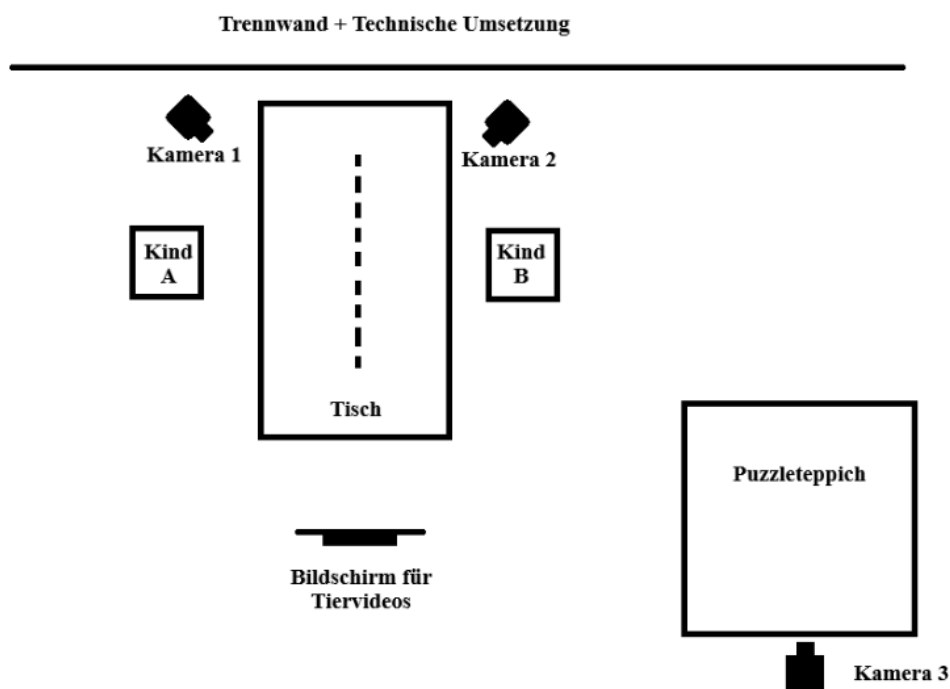 Trennwand + Technische Umsetzung
Kamera 1
Kamera 2
Kind
A
Kind
B
Tisch
Puzzleteppich
Bildschirm für
Tiervideos
Kamera 3